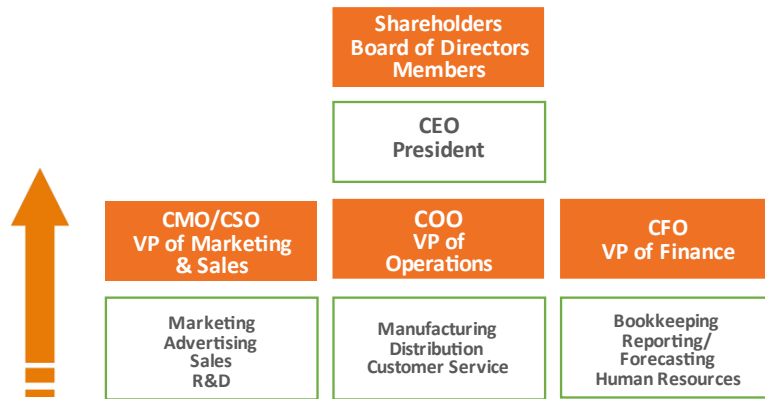 Shareholders
Board of Directors
Members
CEO
President
CMO/CSO
VP of Marketing
& Sales
COO
VP of
Operations
CFO
VP of Finance
Marketing
Advertising
Sales
R&D
Manufacturing
Distribution
Customer Service
Bookkeeping
Reporting/
Forecasting
Human Resources